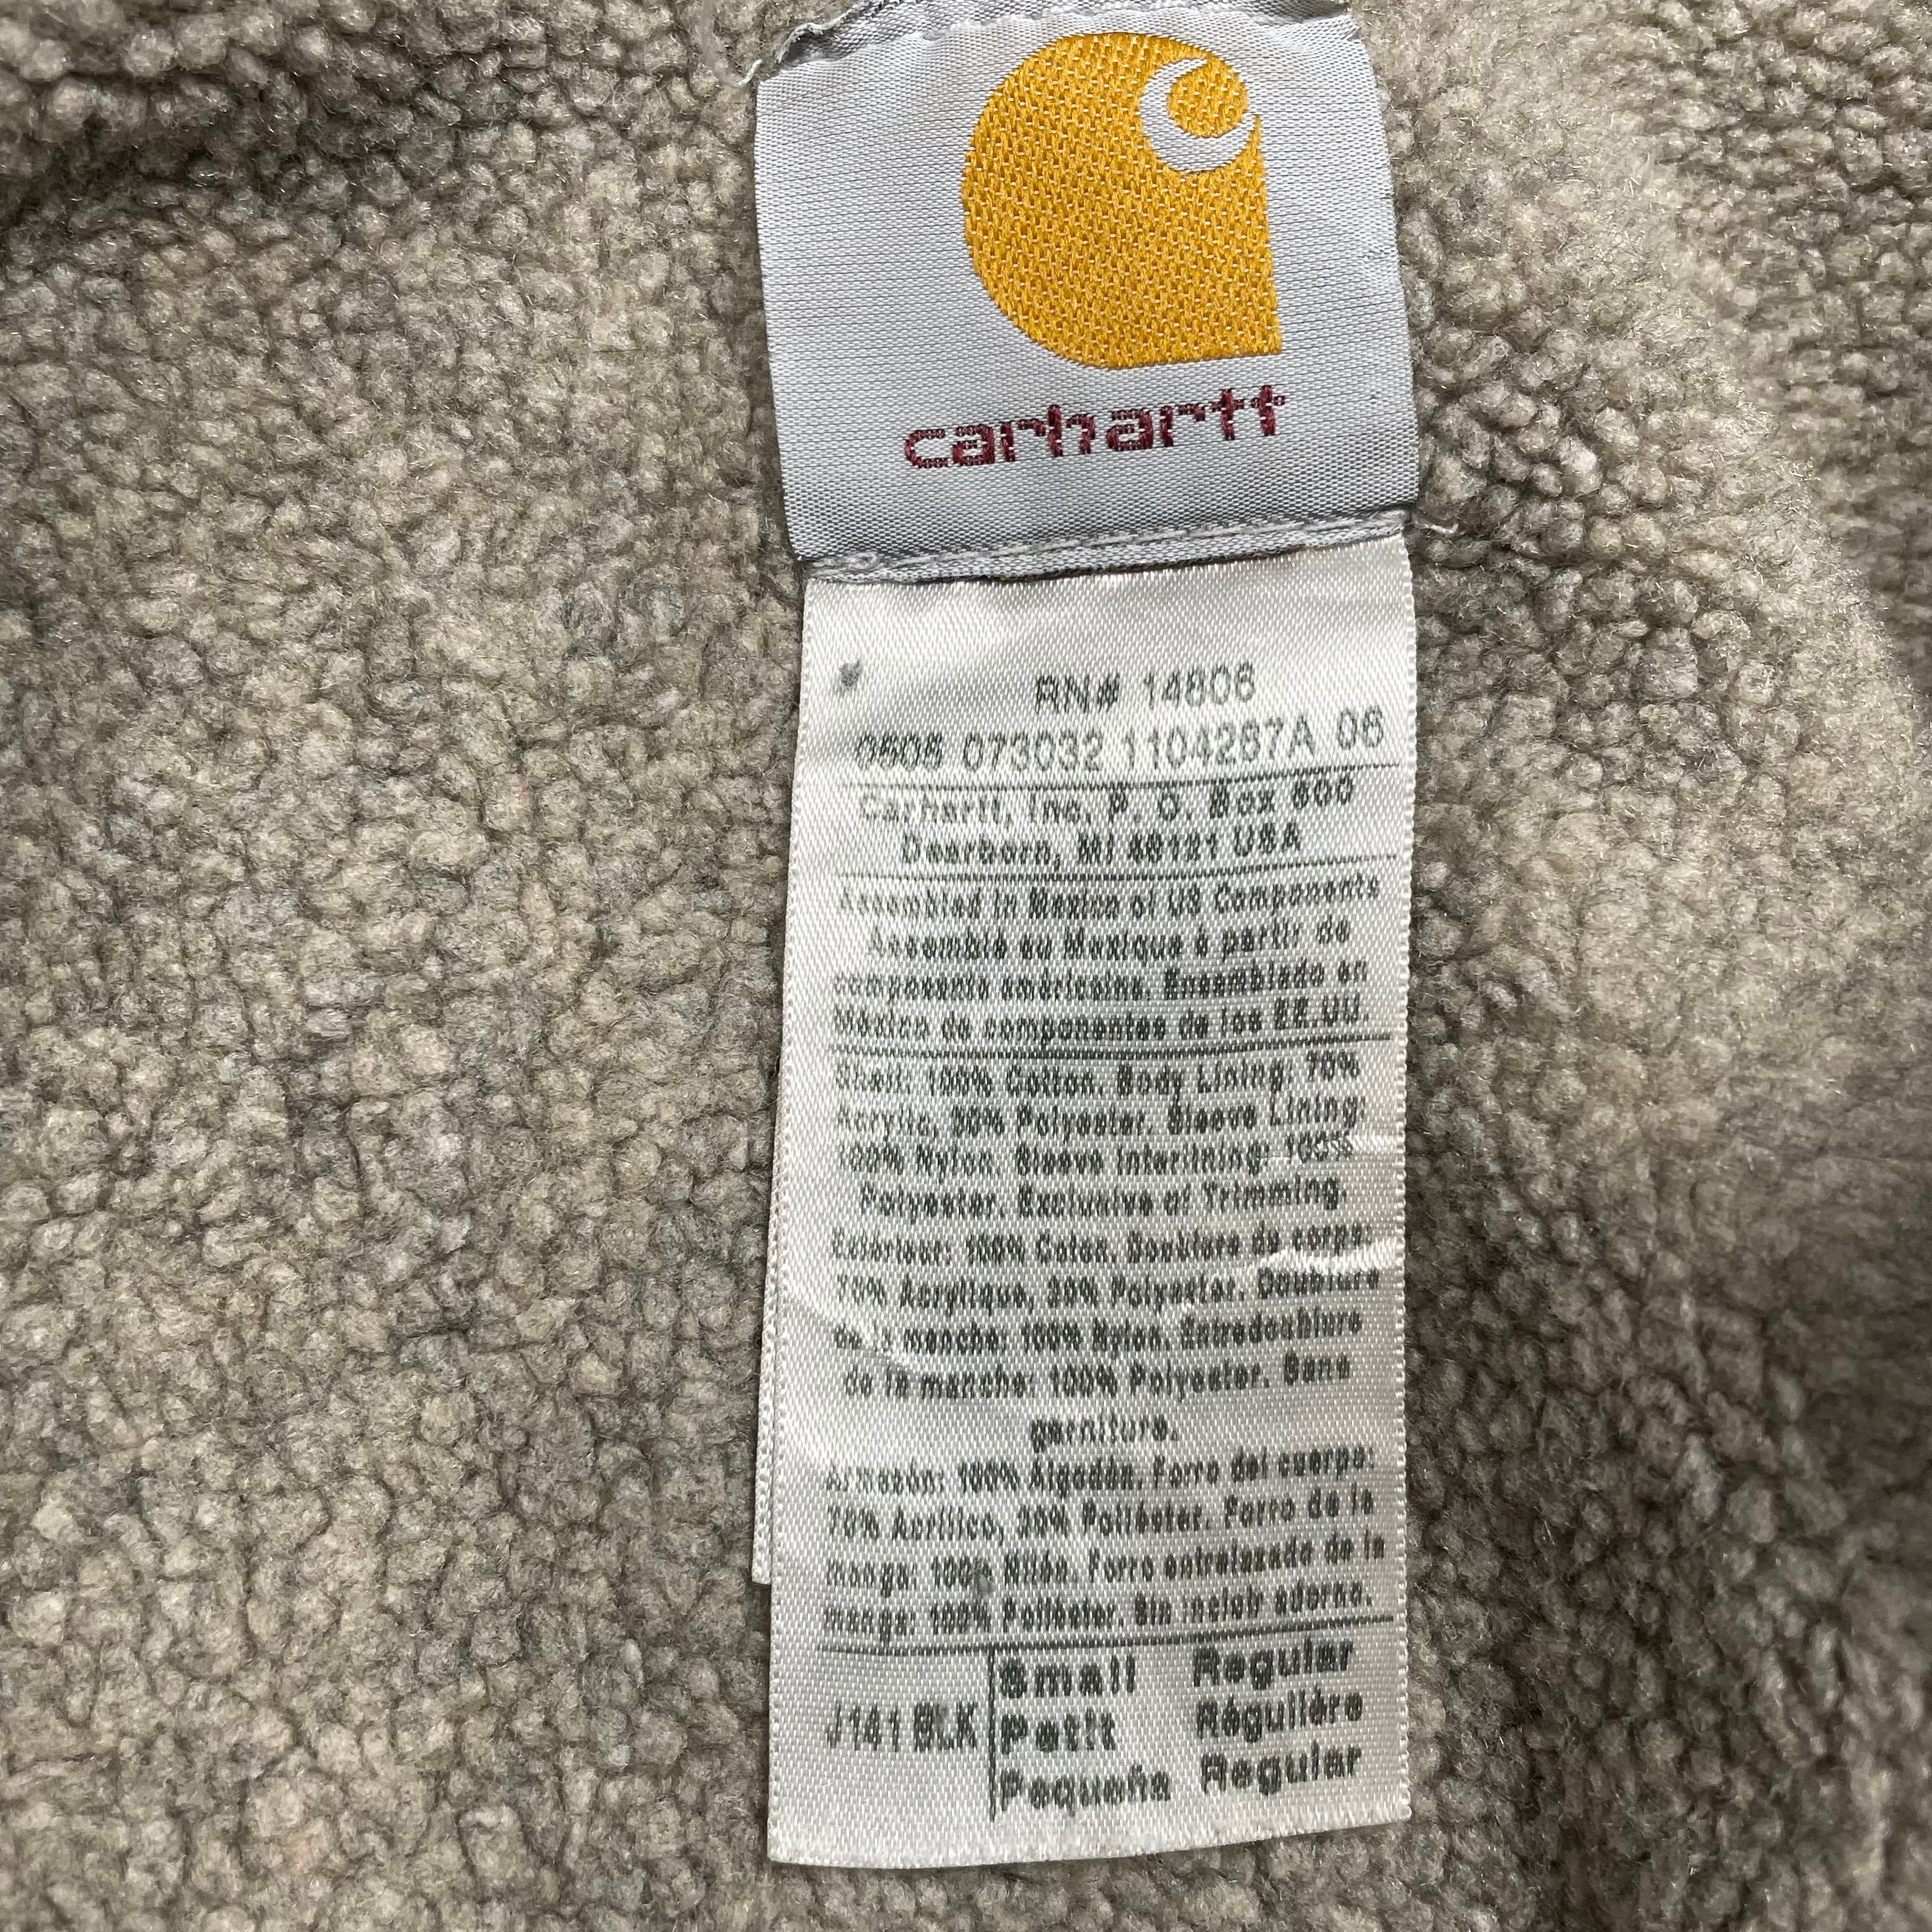 carhartt
RN# 14806
0606 073032 1104267A 06
Carhartt, Inc. P. O. Box 600
Dearborn, MI 48121 USA
Assembled in Mexico of US Components
Assemblé au Mexique à partir de
composants américains. Ensamblado en
México de componentes de los EE.UU.
Shell: 100% Cotton. Body Lining: 70%
Acrylic, 30% Polyester. Sleeve Lining:
100% Nylon. Sleeve Interlining: 100%
Polyester. Exclusive of Trimming
Extérieur: 100% Coton. Doublure du corps:
70% Acrylique, 30% Polyester. Doublure
de la manche: 100% Nylon. Entredoublure
de la manche: 100% Polyester. Sans
garniture.
Armazón: 100% Algodón. Forro del cuerpo:
70% Acrílico, 30% Poliéster. Forro de la
manga: 100% Nilón. Forro entrelazado de la
manga: 100% Poliéster. Sin incluir adorno.
J141 BLK
Small Regular
Petit Régulière
Pequeña Regular